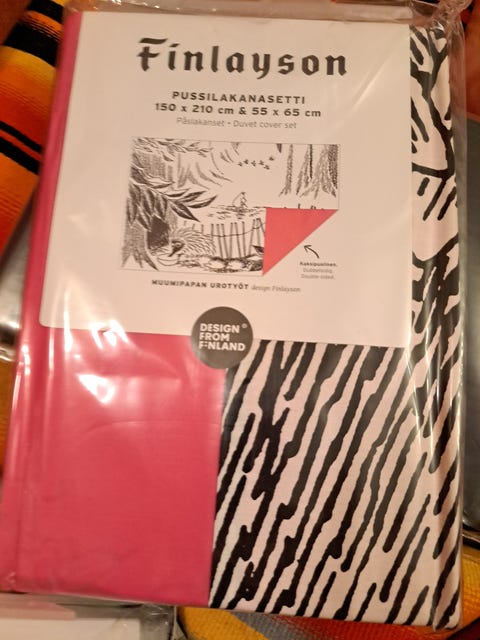 Finlayson
PUSSILAKANASETTI
150 x 210 cm & 55 x 65 cm
Påslakanset • Duvet cover set
Kaksipuolinen.
Dubbelsidig.
Double-sided.
MUUMIPAPAN UROTYÖT design Finlayson
DESIGN ®
FROM
FINLAND